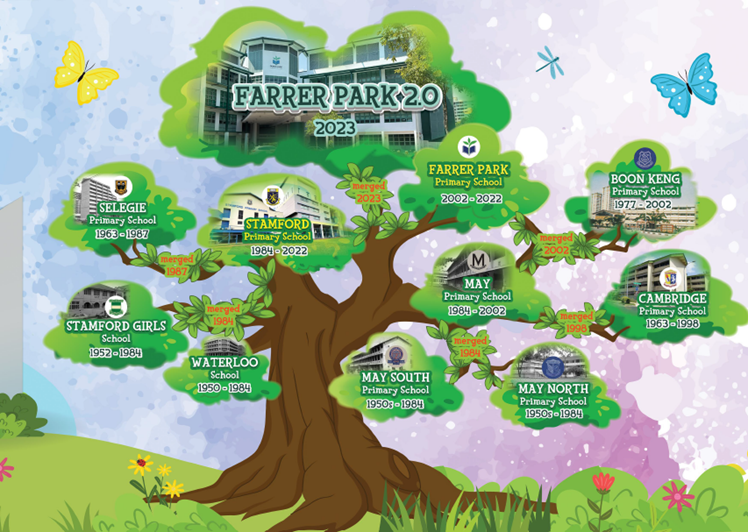 FARRER PARK 2.0
2023
FARRER PARK
Primary School
2002 - 2022
merged
2023
BOON KENG
Primary School
1977 - 2002
SELEGIE
Primary School
1963 - 1987
STAMFORD
Primary School
1984 - 2022
merged
2002
merged
1987
MAY
Primary School
1984 - 2002
CAMBRIDGE
Primary School
1963 - 1998
merged
1984
merged
1998
STAMFORD GIRLS
School
1952 - 1984
merged
1984
WATERLOO
School
1950 - 1984
MAY SOUTH
Primary School
1950s - 1984
MAY NORTH
Primary School
1950s - 1984
M